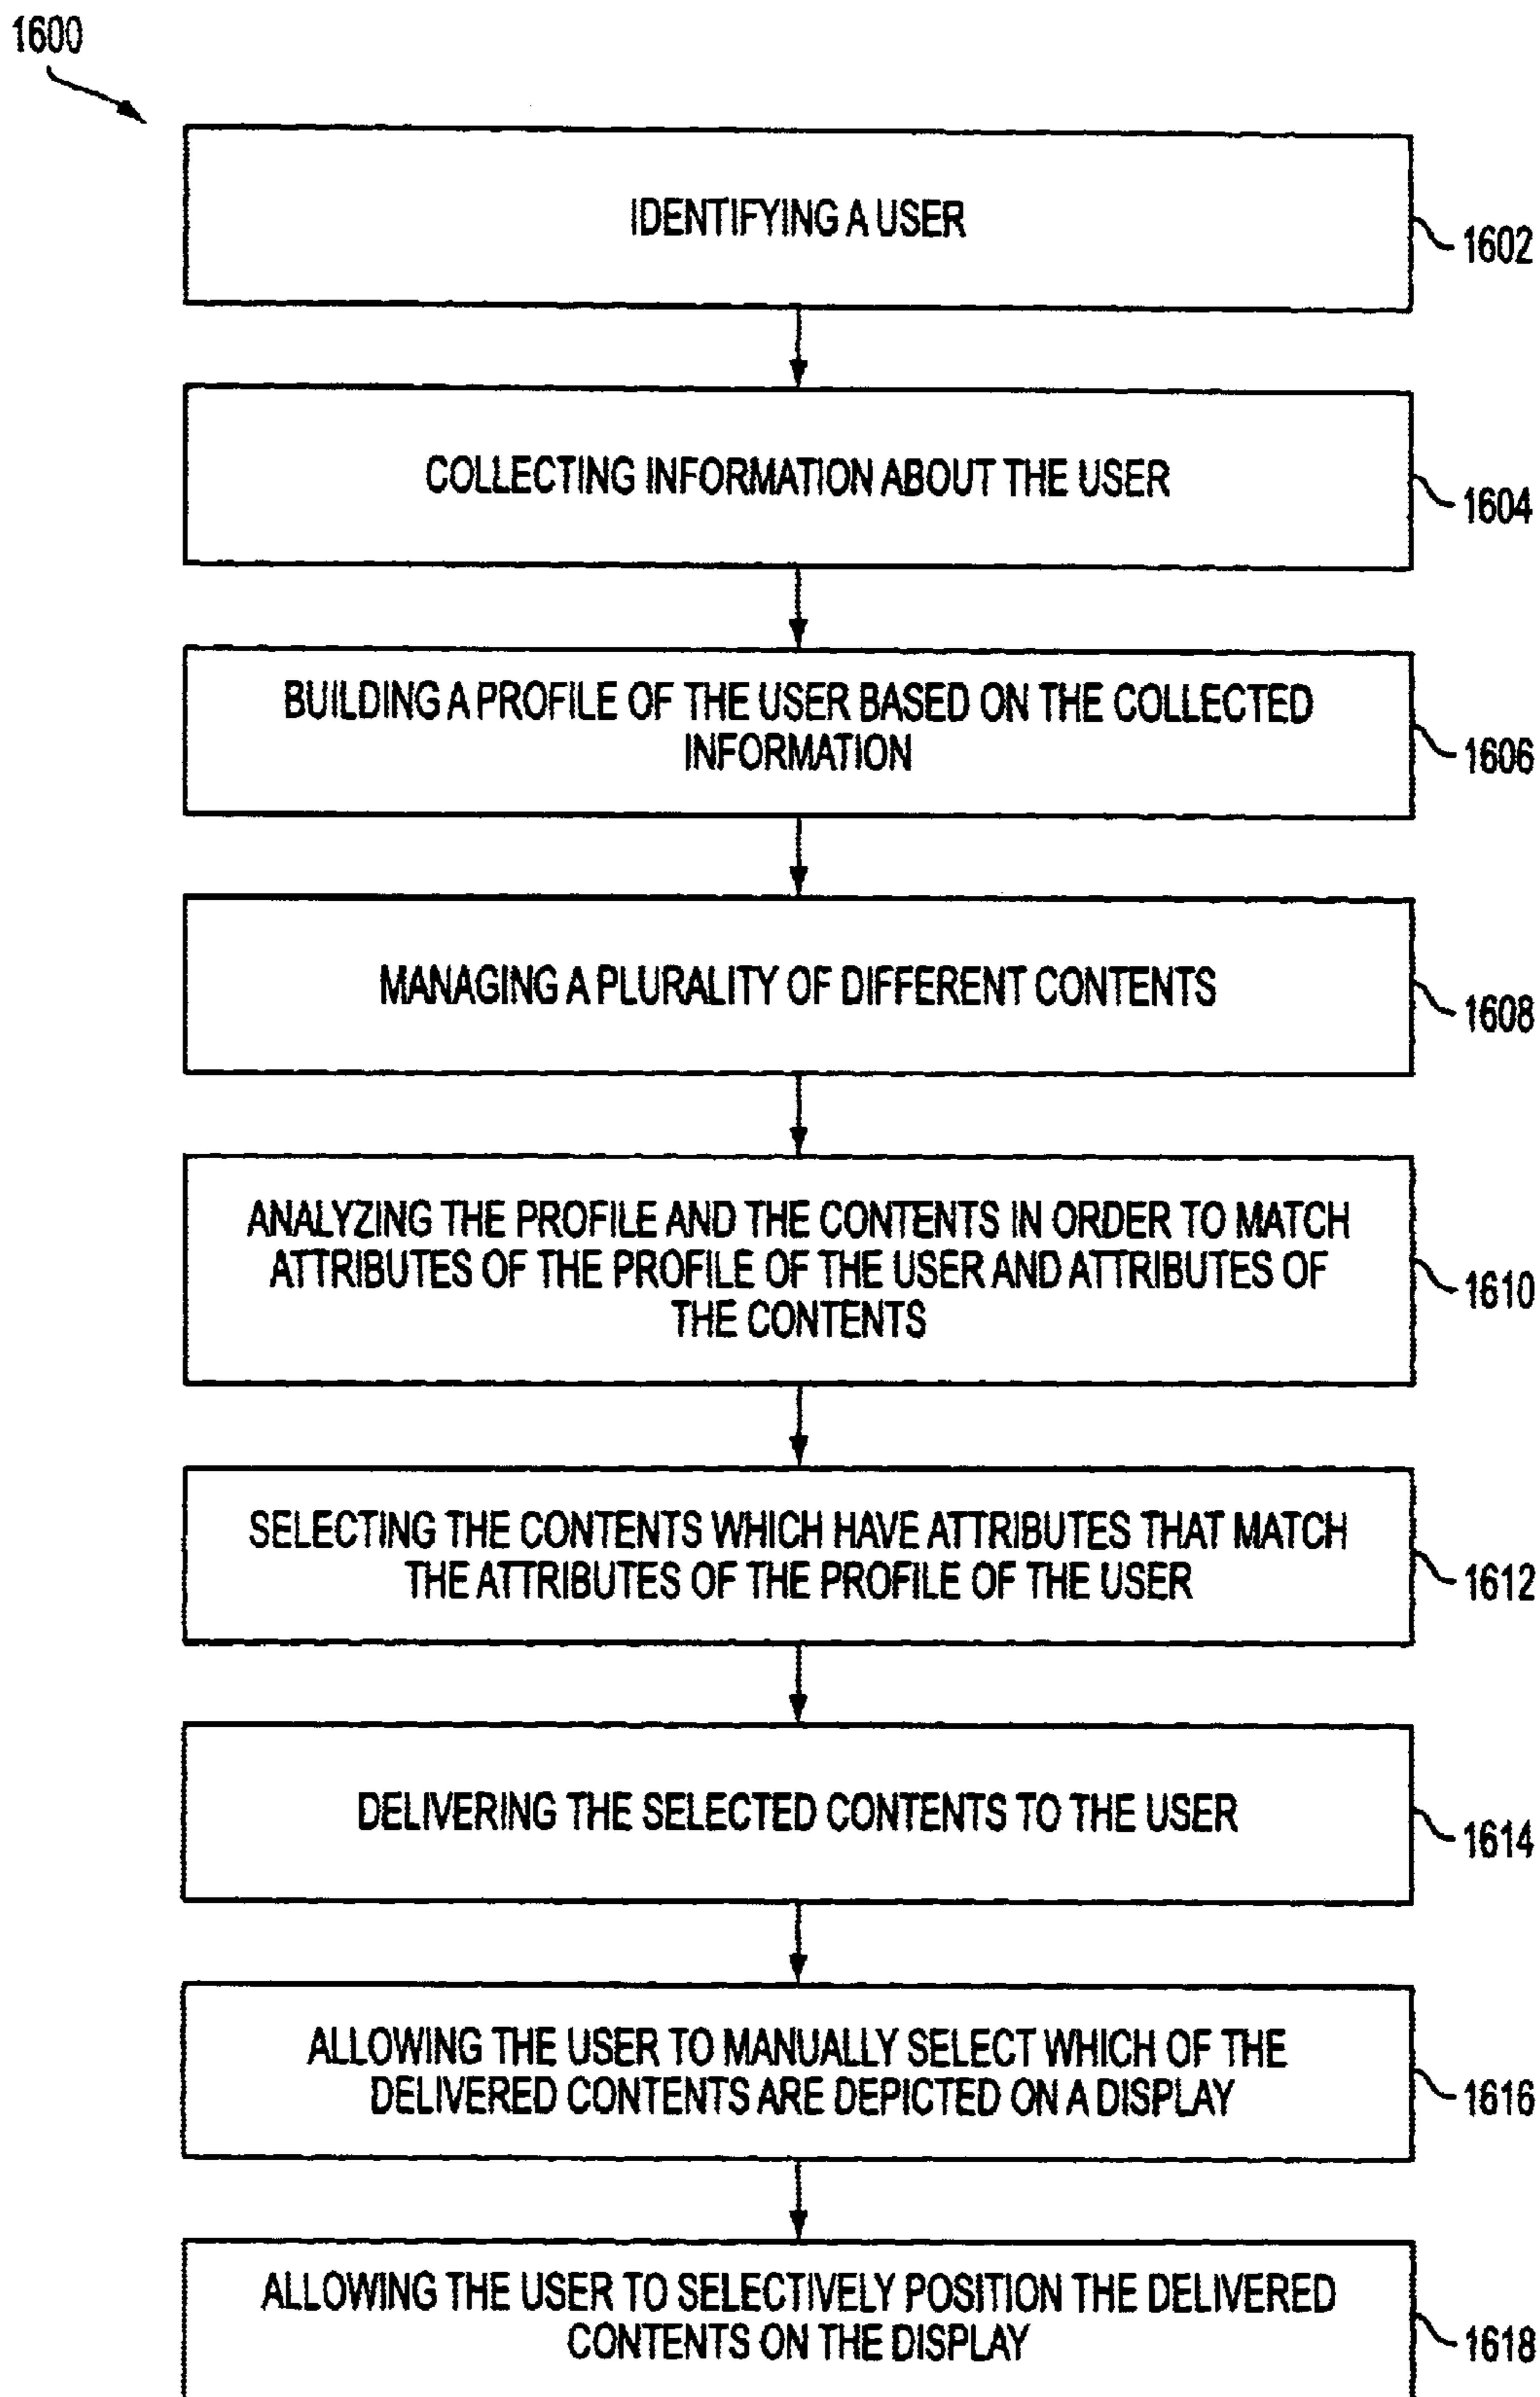 1600
IDENTIFYING A USER
1602
COLLECTING INFORMATION ABOUT THE USER
1604
BUILDING A PROFILE OF THE USER BASED ON THE COLLECTED
INFORMATION
1606
MANAGING A PLURALITY OF DIFFERENT CONTENTS
1608
ANALYZING THE PROFILE AND THE CONTENTS IN ORDER TO MATCH
ATTRIBUTES OF THE PROFILE OF THE USER AND ATTRIBUTES OF
THE CONTENTS
1610
SELECTING THE CONTENTS WHICH HAVE ATTRIBUTES THAT MATCH
THE ATTRIBUTES OF THE PROFILE OF THE USER
1612
DELIVERING THE SELECTED CONTENTS TO THE USER
1614
ALLOWING THE USER TO MANUALLY SELECT WHICH OF THE
DELIVERED CONTENTS ARE DEPICTED ON A DISPLAY
1616
ALLOWING THE USER TO SELECTIVELY POSITION THE DELIVERED
CONTENTS ON THE DISPLAY
1618